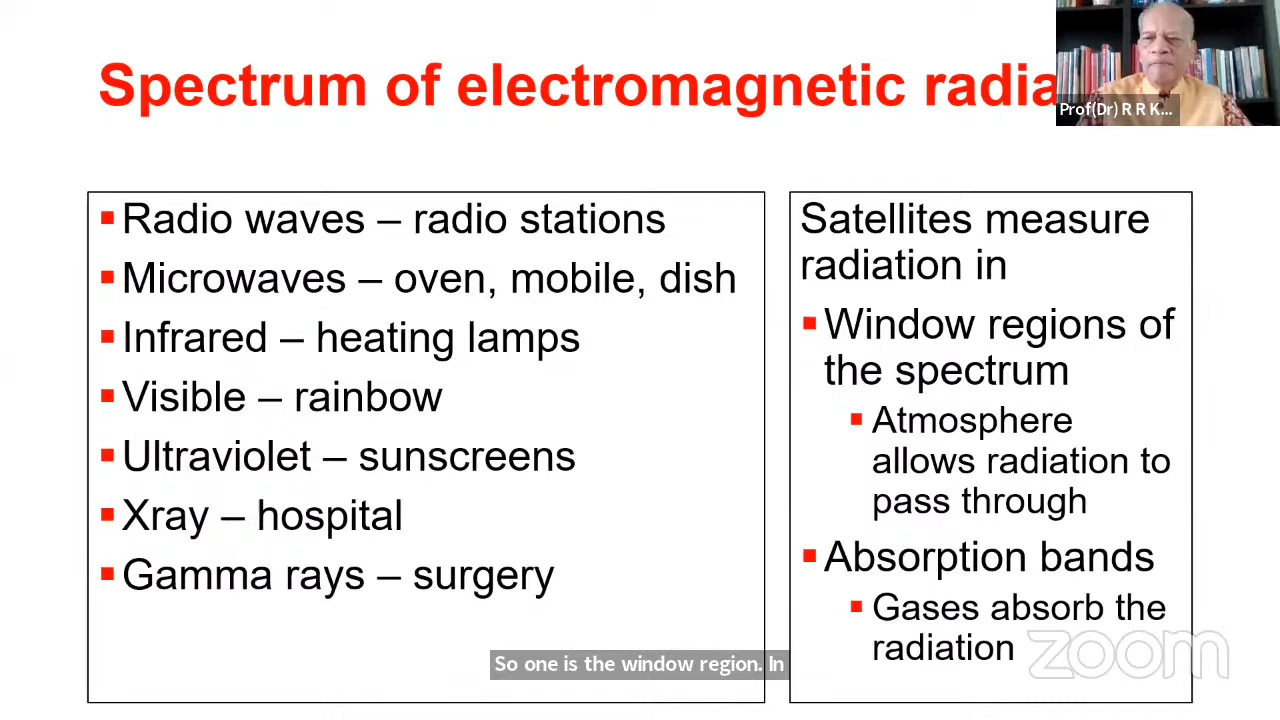 Spectrum of electromagnetic radia
Prof(Dr) R R K...
▪Radio waves – radio stations
▪Microwaves – oven, mobile, dish
▪Infrared – heating lamps
▪Visible – rainbow
▪Ultraviolet – sunscreens
▪Xray – hospital
▪Gamma rays – surgery
Satellites measure
radiation in
▪Window regions of
the spectrum
▪Atmosphere
allows radiation to
pass through
▪Absorption bands
▪Gases absorb the
radiation
zoom
So one is the window region. In